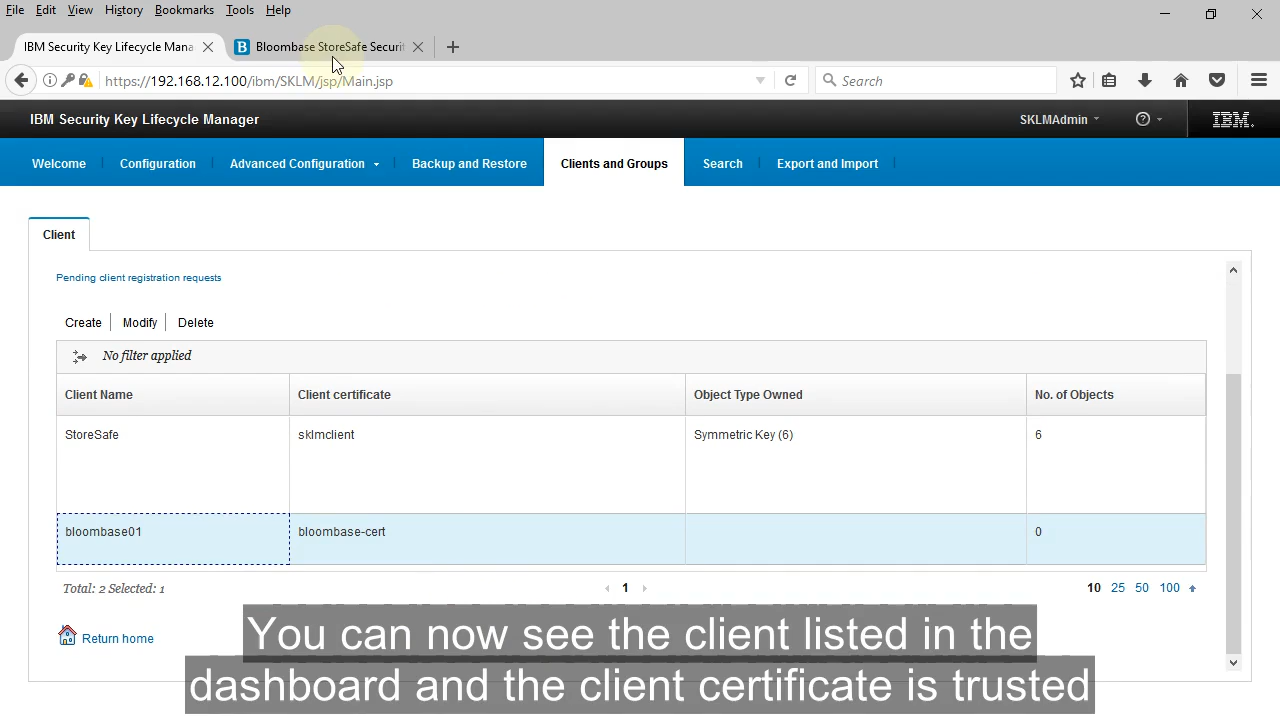 File Edit View History Bookmarks Tools Help
IBM Security Key Lifecycle Mana
B Bloombase StoreSafe Securit
https://192.168.12.100/ibm/SKLM/jsp/Main.jsp
Search
IBM Security Key Lifecycle Manager
SKLMAdmin
IBM.
Welcome Configuration Advanced Configuration Backup and Restore Clients and Groups Search Export and Import
Client
Pending client registration requests
Create Modify Delete
No filter applied
Client Name Client certificate Object Type Owned No. of Objects
StoreSafe sklmclient Symmetric Key (6) 6
bloombase01 bloombase-cert 0
Total: 2 Selected: 1
1
10 25 50 100
Return home
You can now see the client listed in the
dashboard and the client certificate is trusted